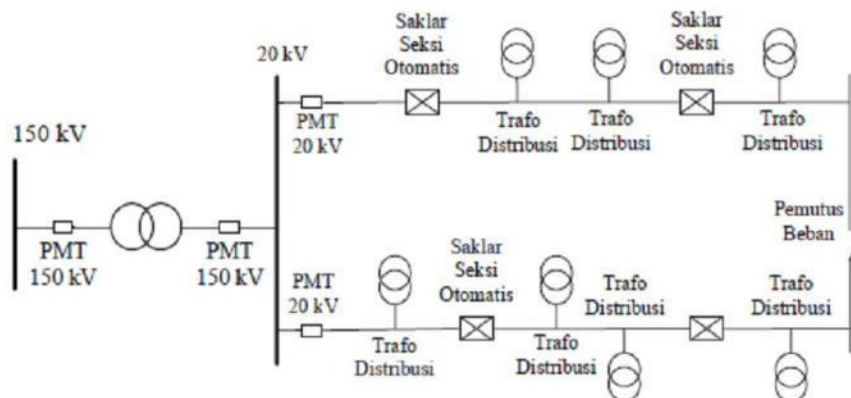 Saklar
Seksi
Otomatis
Saklar
Seksi
Otomatis
20 kV
PMT
20 kV
Trafo
Distribusi
Trafo
Distribusi
Trafo
Distribusi
150 kV
PMT
150 kV
PMT
150 kV
Pemutus
Beban
PMT
20 kV
Saklar
Seksi
Otomatis
Trafo
Distribusi
Trafo
Distribusi
Trafo
Distribusi
Trafo
Distribusi